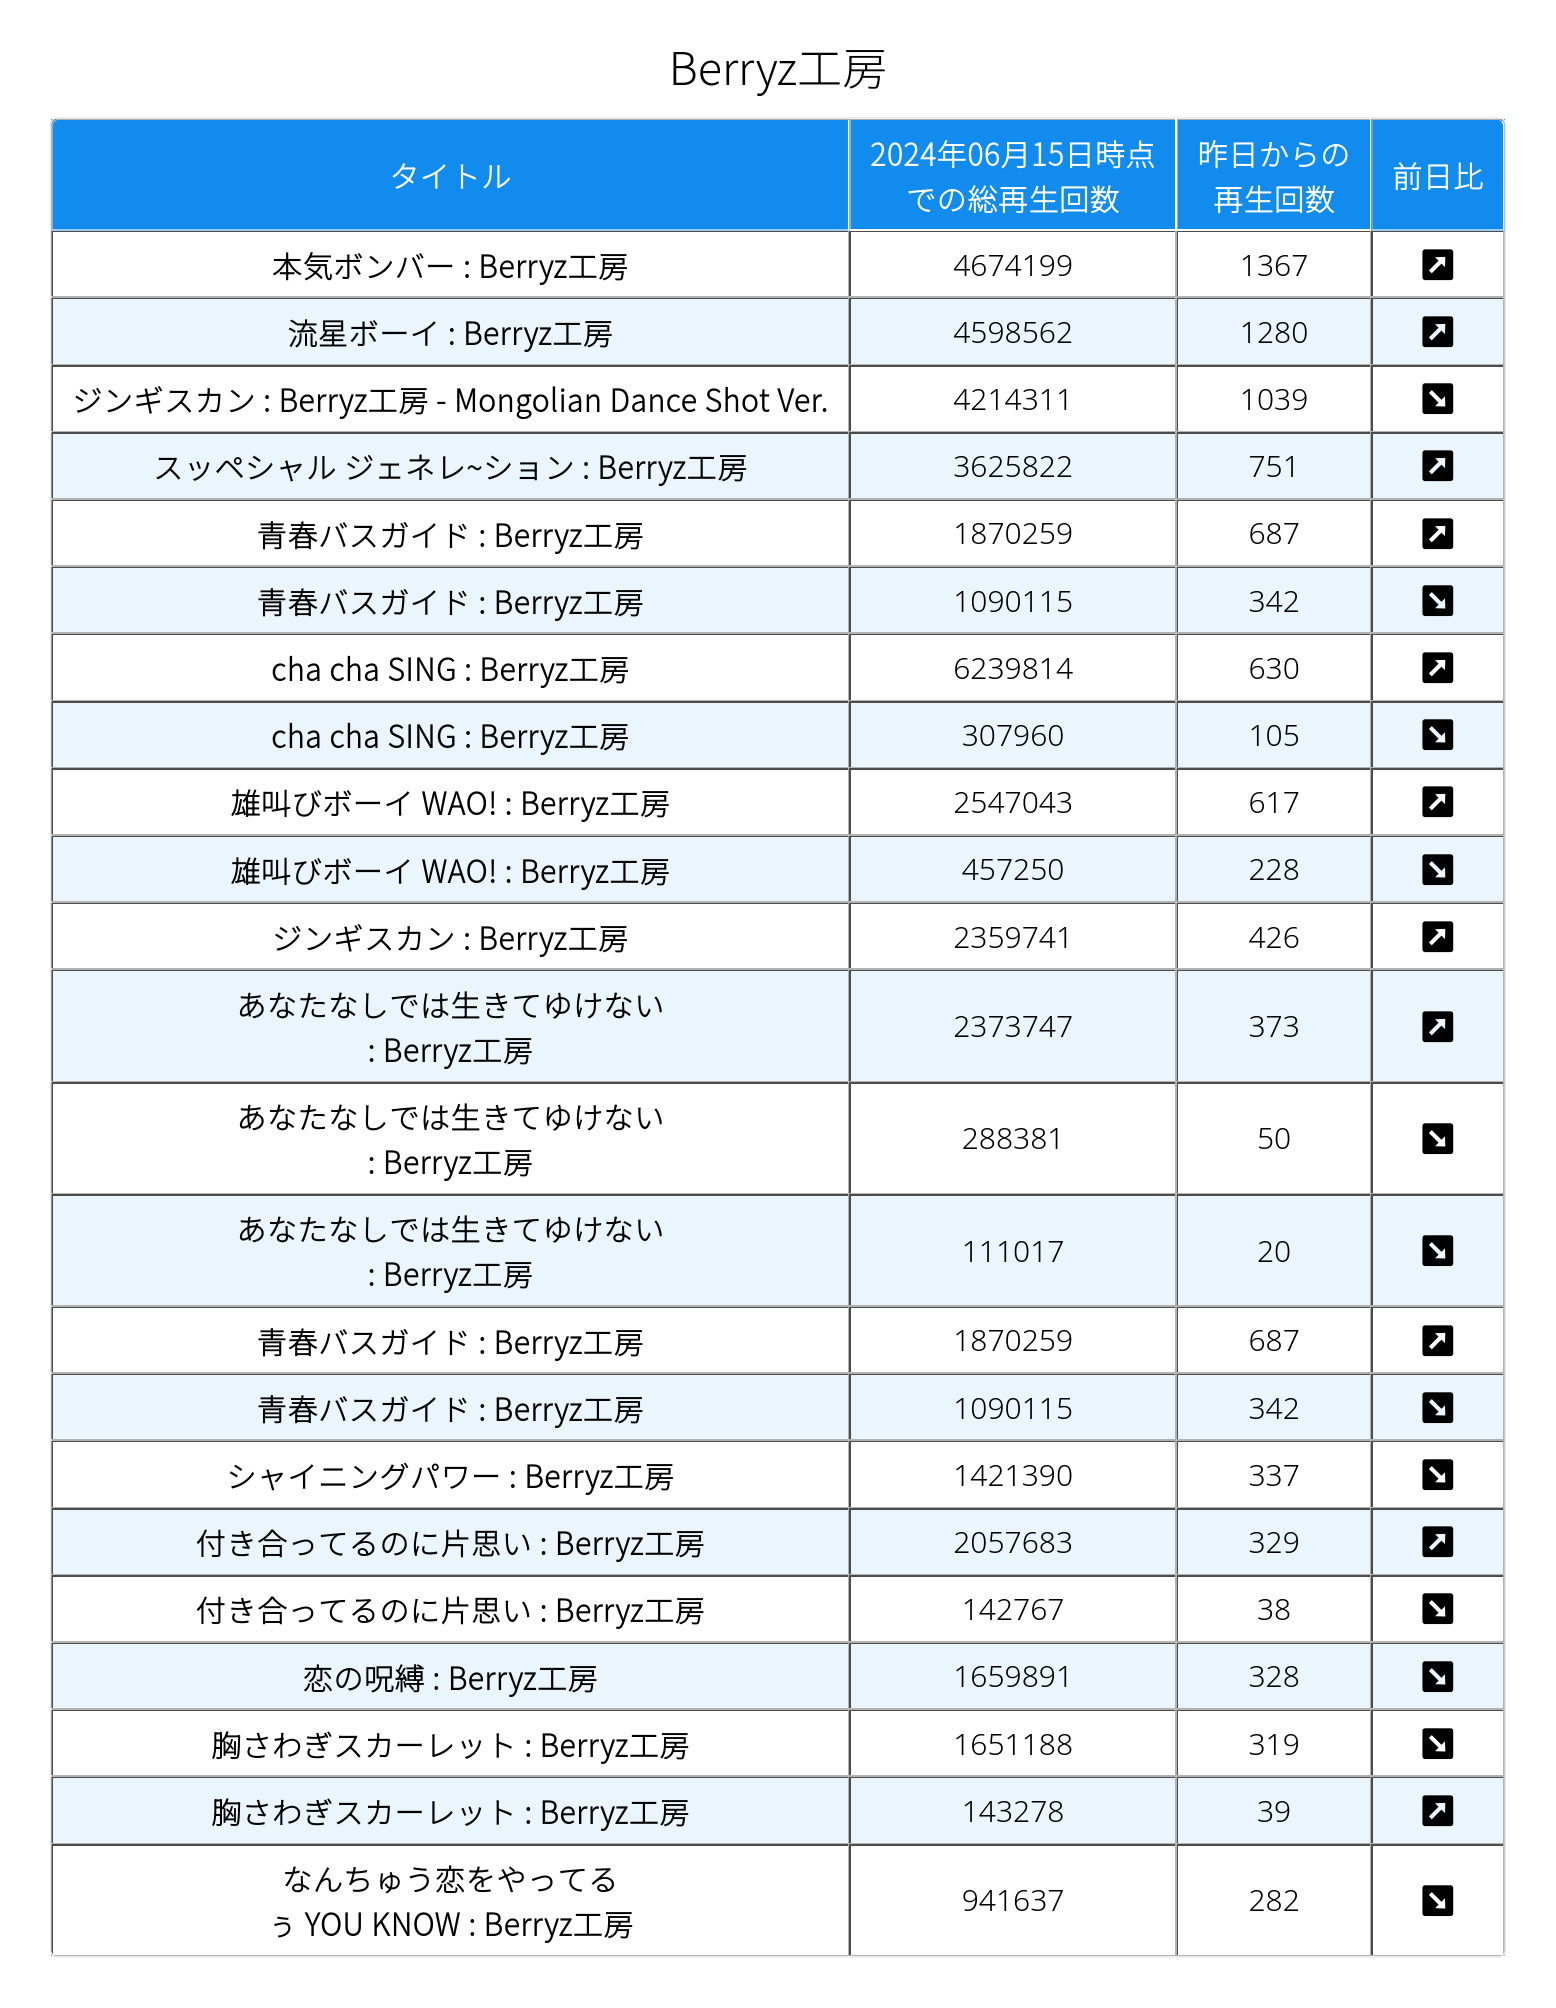 Berryz工房
タイトル
2024年06月15日時点
での総再生回数
昨日からの
再生回数
前日比
本気ボンバー : Berryz工房 4674199 1367
流星ボーイ : Berryz工房 4598562 1280
ジンギスカン : Berryz工房 - Mongolian Dance Shot Ver. 4214311 1039
スッペシャル ジェネレ~ション : Berryz工房 3625822 751
青春バスガイド : Berryz工房 1870259 687
青春バスガイド : Berryz工房 1090115 342
cha cha SING : Berryz工房 6239814 630
cha cha SING : Berryz工房 307960 105
雄叫びボーイ WAO! : Berryz工房 2547043 617
雄叫びボーイ WAO! : Berryz工房 457250 228
ジンギスカン : Berryz工房 2359741 426
あなたなしでは生きてゆけない
: Berryz工房 2373747 373
あなたなしでは生きてゆけない
: Berryz工房 288381 50
あなたなしでは生きてゆけない
: Berryz工房 111017 20
青春バスガイド : Berryz工房 1870259 687
青春バスガイド : Berryz工房 1090115 342
シャイニングパワー : Berryz工房 1421390 337
付き合ってるのに片思い : Berryz工房 2057683 329
付き合ってるのに片思い : Berryz工房 142767 38
恋の呪縛 : Berryz工房 1659891 328
胸さわぎスカーレット : Berryz工房 1651188 319
胸さわぎスカーレット : Berryz工房 143278 39
なんちゅう恋をやってる
ぅ YOU KNOW : Berryz工房 941637 282